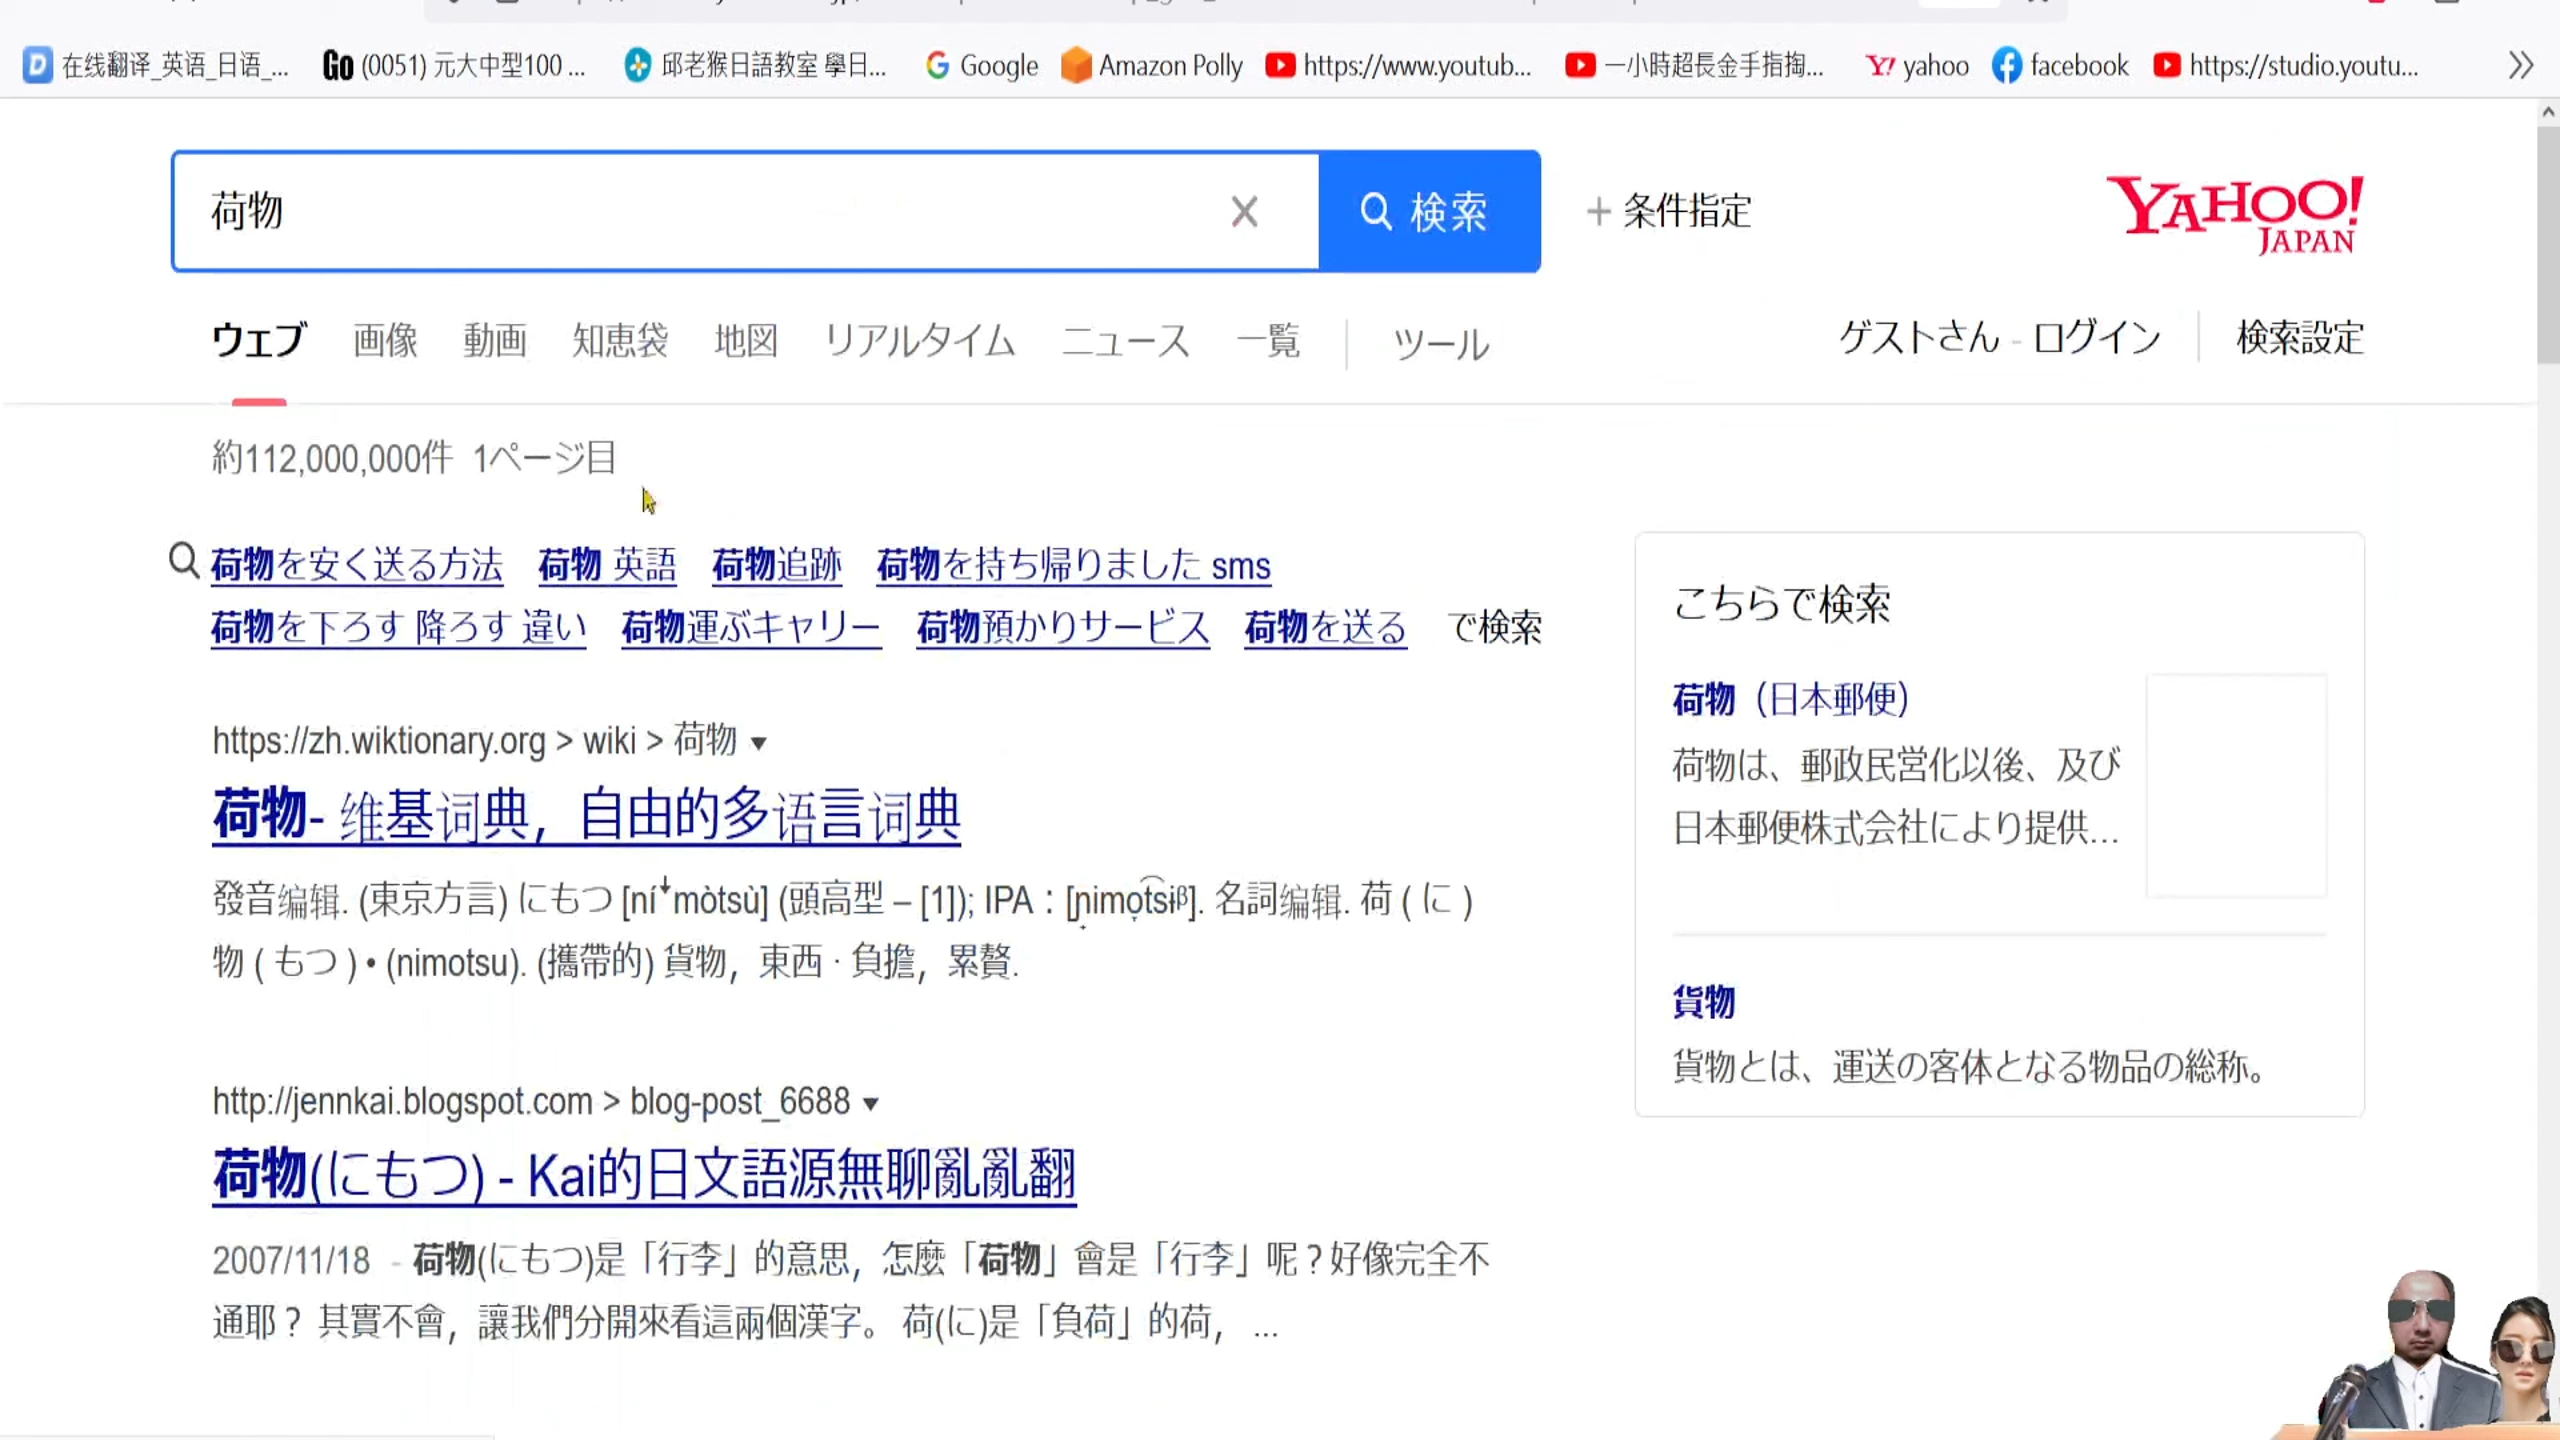 在线翻译_英语_日语_...
Go (0051) 元大中型100 ...
邱老猴日語教室 學日...
Google
Amazon Polly
https://www.youtub...
一小時超長金手指掏...
yahoo
facebook
https://studio.youtu...
荷物
検索
+ 条件指定
YAHOO! JAPAN
ウェブ 画像 動画 知恵袋 地図 リアルタイム ニュース 一覧 ツール
ゲストさん - ログイン 検索設定
約112,000,000件 1ページ目
荷物を安く送る方法 荷物 英語 荷物追跡 荷物を持ち帰りました sms
荷物を下ろす 降ろす 違い 荷物運ぶキャリー 荷物預かりサービス 荷物を送る で検索
https://zh.wiktionary.org > wiki > 荷物
荷物- 维基词典，自由的多语言词典
發音编辑. (東京方言) にもつ [níꜜmòtsù] (頭高型 – [1]); IPA：[ɲ̟imo̞t͡sɨᵝ]. 名詞编辑. 荷 ( に )
物 ( もつ ) • (nimotsu). (攜帶的) 貨物，東西 · 負擔，累贅.
http://jennkai.blogspot.com > blog-post_6688
荷物(にもつ) - Kai的日文語源無聊亂亂翻
2007/11/18 - 荷物(にもつ)是「行李」的意思，怎麼「荷物」會是「行李」呢？好像完全不
通耶？ 其實不會，讓我們分開來看這兩個漢字。 荷(に)是「負荷」的荷， ...
こちらで検索
荷物（日本郵便）
荷物は、郵政民営化以後、及び
日本郵便株式会社により提供...
貨物
貨物とは、運送の客体となる物品の総称。